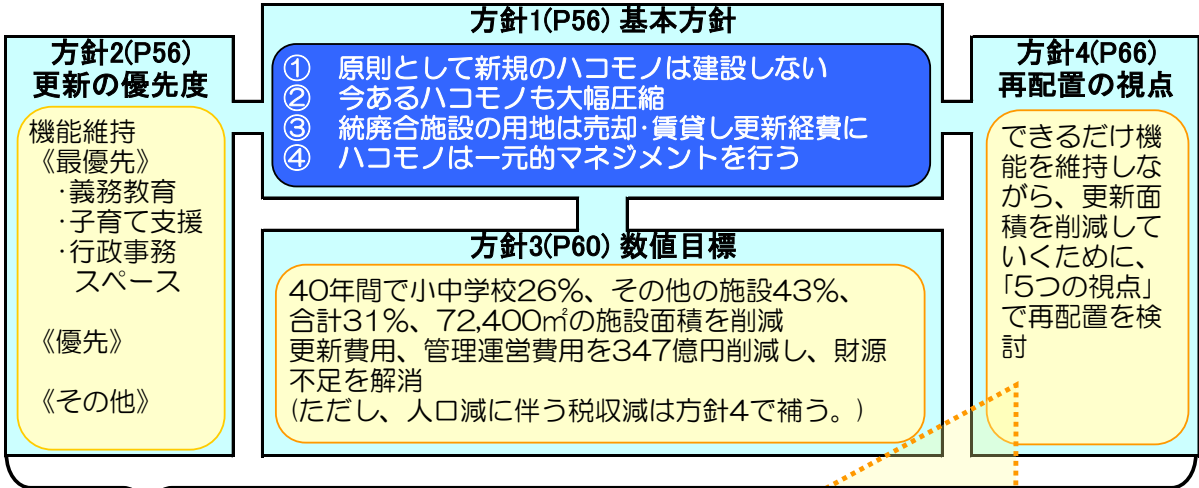 方針1(P56) 基本方針
① 原則として新規のハコモノは建設しない
② 今あるハコモノも大幅圧縮
③ 統廃合施設の用地は売却・賃貸し更新経費に
④ ハコモノは一元的マネジメントを行う
方針2(P56)
更新の優先度
機能維持
《最優先》
・義務教育
・子育て支援
・行政事務
スペース
《優先》
《その他》
方針3(P60) 数値目標
40年間で小中学校26%、その他の施設43%、
合計31%、72,400㎡の施設面積を削減
更新費用、管理運営費用を347億円削減し、財源
不足を解消
(ただし、人口減に伴う税収減は方針4で補う。)
方針4(P66)
再配置の視点
できるだけ機
能を維持しな
がら、更新面
積を削減して
いくために、
「5つの視点」
で再配置を検
討